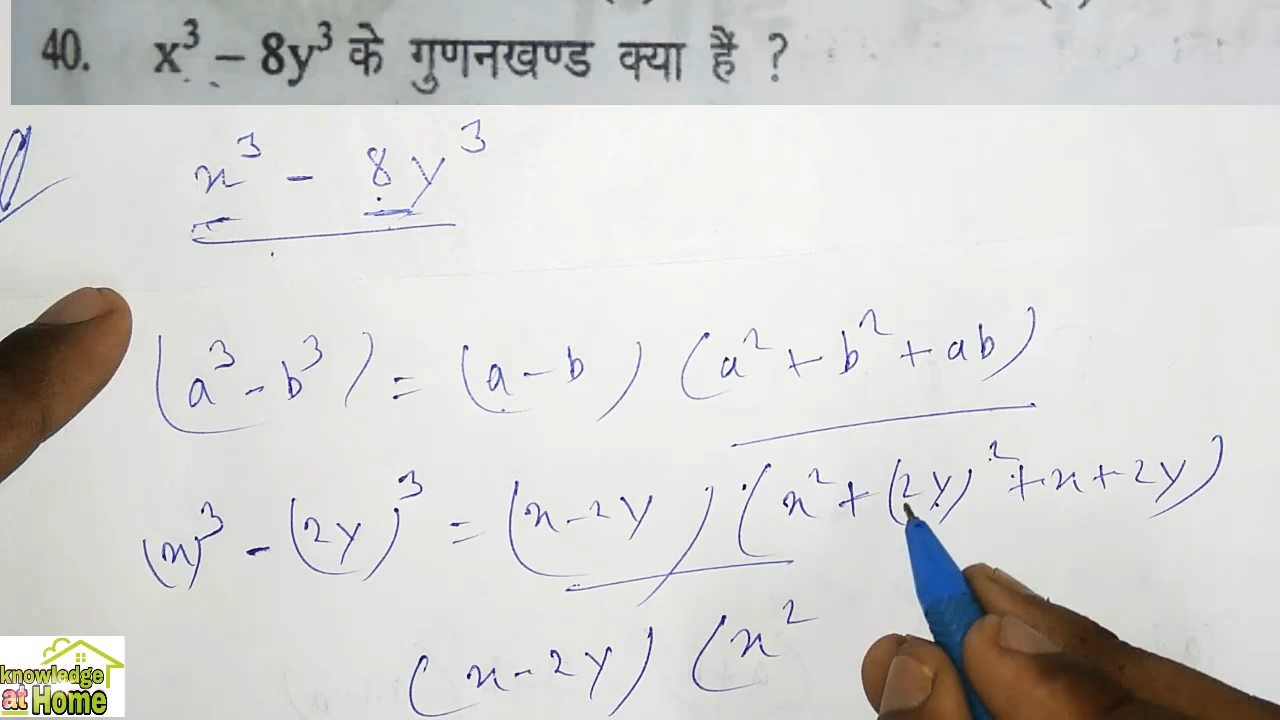 40. x³ – 8y³ के गुणनखण्ड क्या हैं ?
x³ - 8y³
(a³ - b³) = (a - b) (a² + b² + ab)
(x)³ - (2y)³ = (x - 2y) (x² + (2y)² + x + 2y)
(x - 2y) (x²
knowledge
at Home